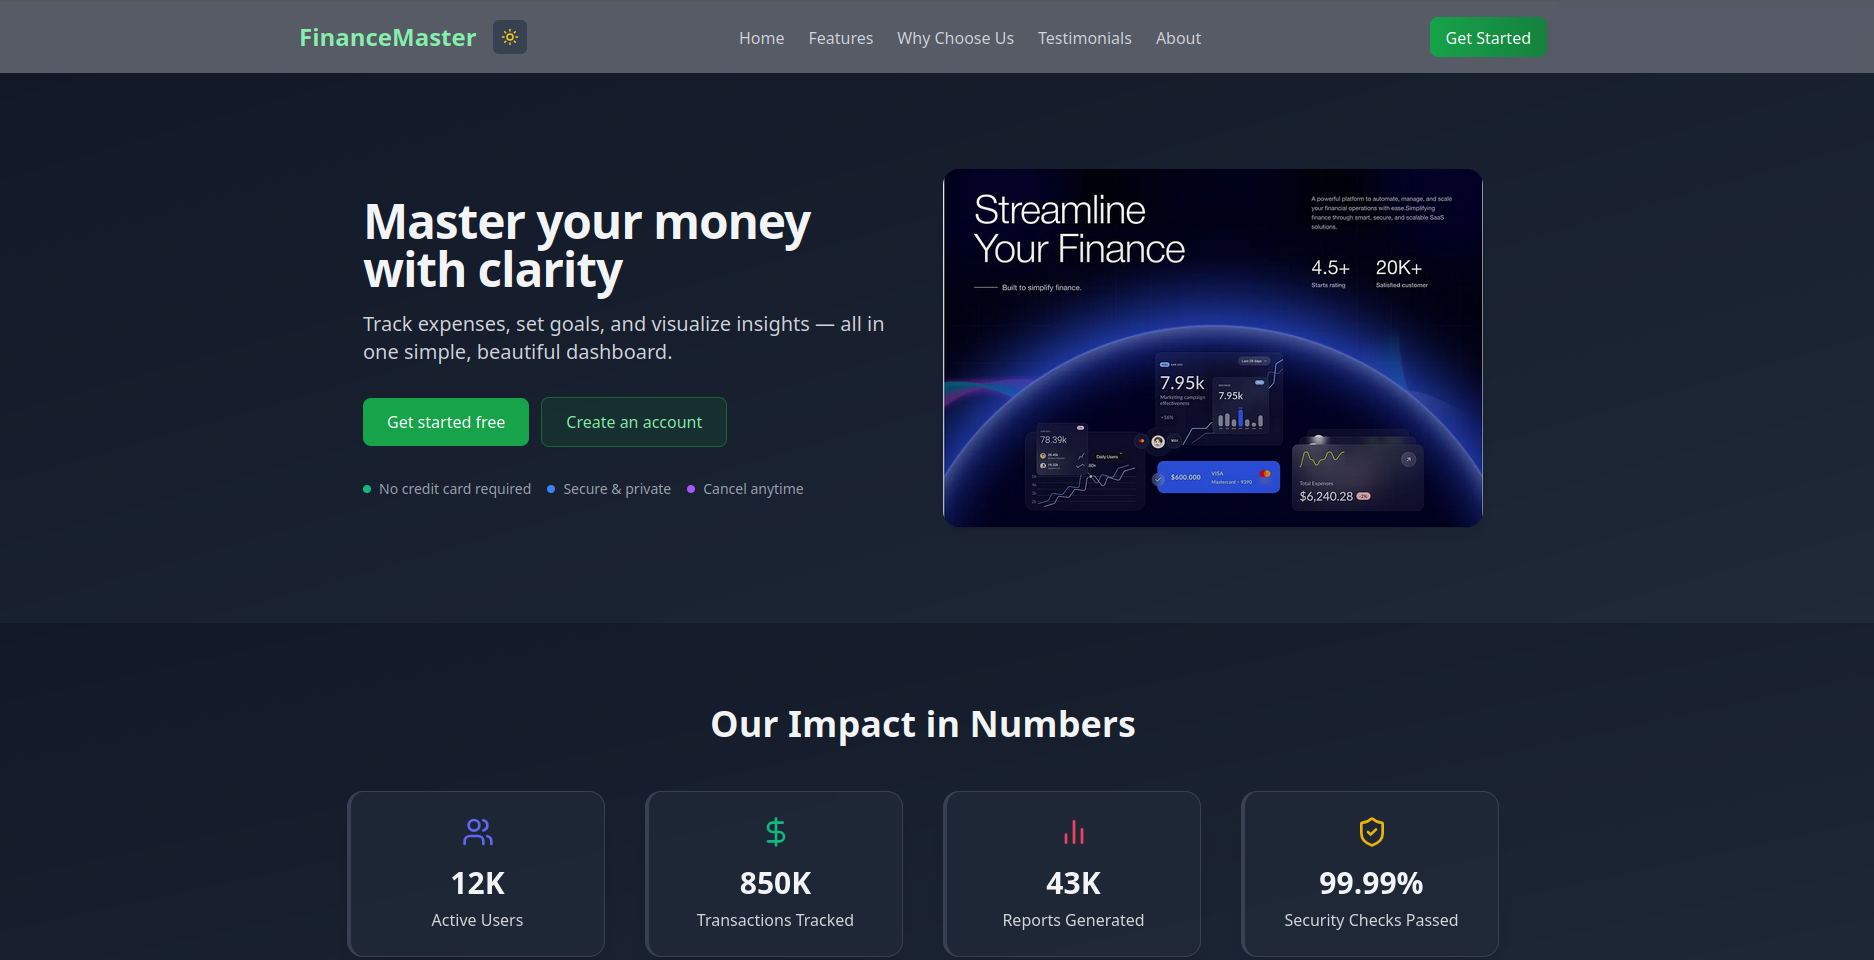 FinanceMaster
Home
Features
Why Choose Us
Testimonials
About
Get Started
Master your money
with clarity
Track expenses, set goals, and visualize insights — all in
one simple, beautiful dashboard.
Get started free
Create an account
No credit card required
Secure & private
Cancel anytime
Streamline
Your Finance
Built to simplify finance.
A powerful platform to automate, manage, and scale
your financial operations with ease.Simplifying
finance through smart, secure, and scalable SaaS
solutions.
4.5+
20K+
Starts rating
Satisfied customer
7.95k
Marketing campaign
effectiveness
+16%
7.95k
78.39k
Daily Users
$600.000
VISA
Mastercard - 9390
Total Expenses
$6,240.28
Our Impact in Numbers
12K
Active Users
850K
Transactions Tracked
43K
Reports Generated
99.99%
Security Checks Passed